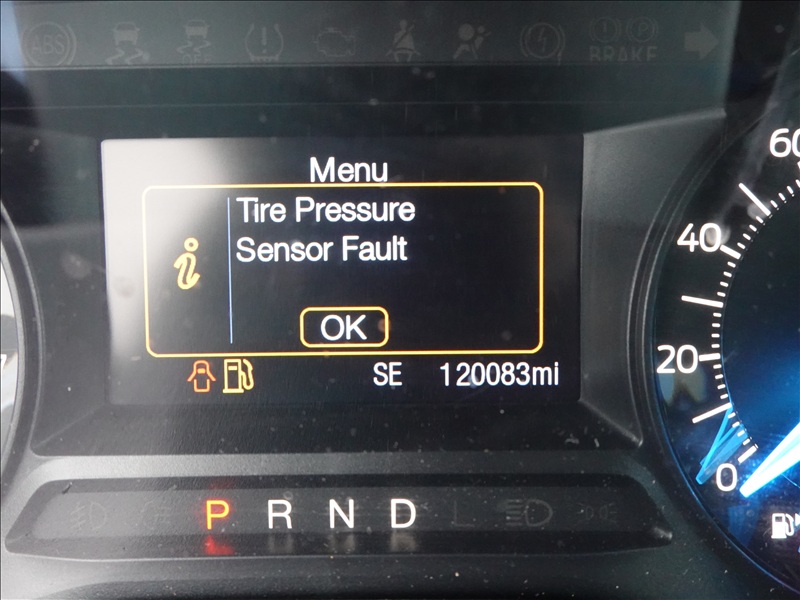 ABS
OFF
BRAKE
Menu
Tire Pressure
Sensor Fault
i
OK
SE 120083mi
P R N D L
60
40
20
0